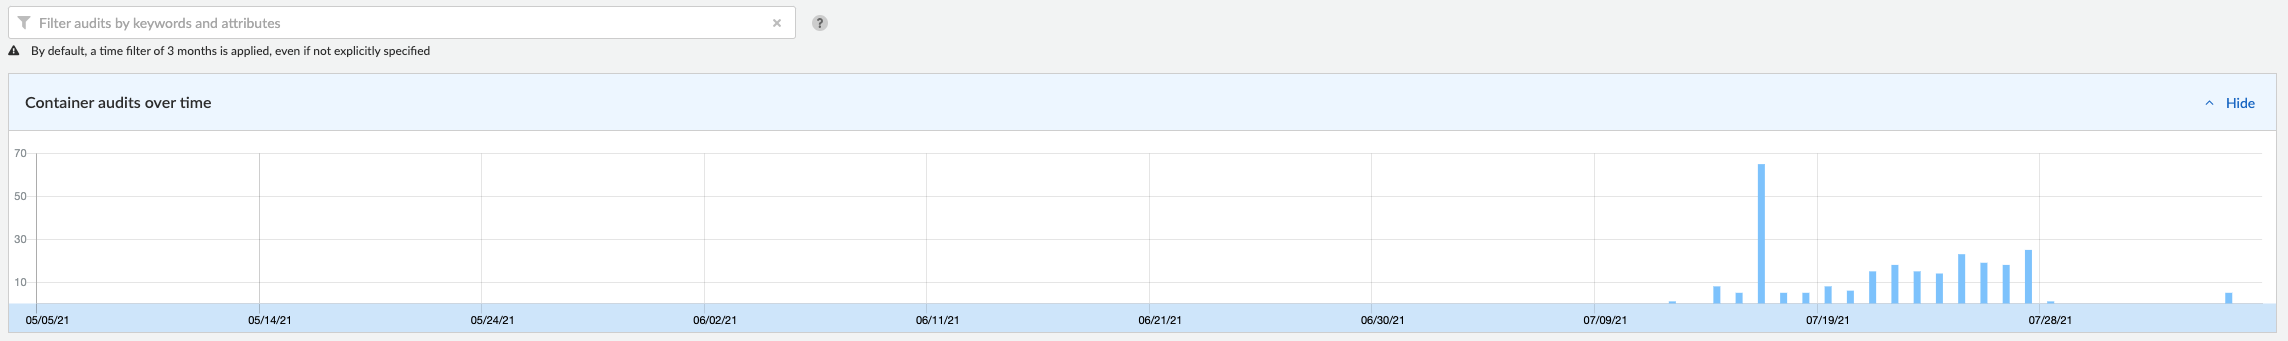 Filter audits by keywords and attributes
?
By default, a time filter of 3 months is applied, even if not explicitly specified
Container audits over time
Hide
70
50
30
10
05/05/21 05/14/21 05/24/21 06/02/21 06/11/21 06/21/21 06/30/21 07/09/21 07/19/21 07/28/21